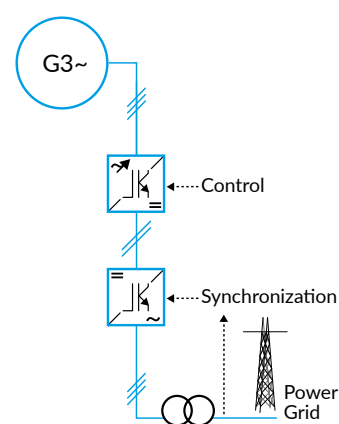 G3~
~
=
Control
=
~
Synchronization
Power
Grid